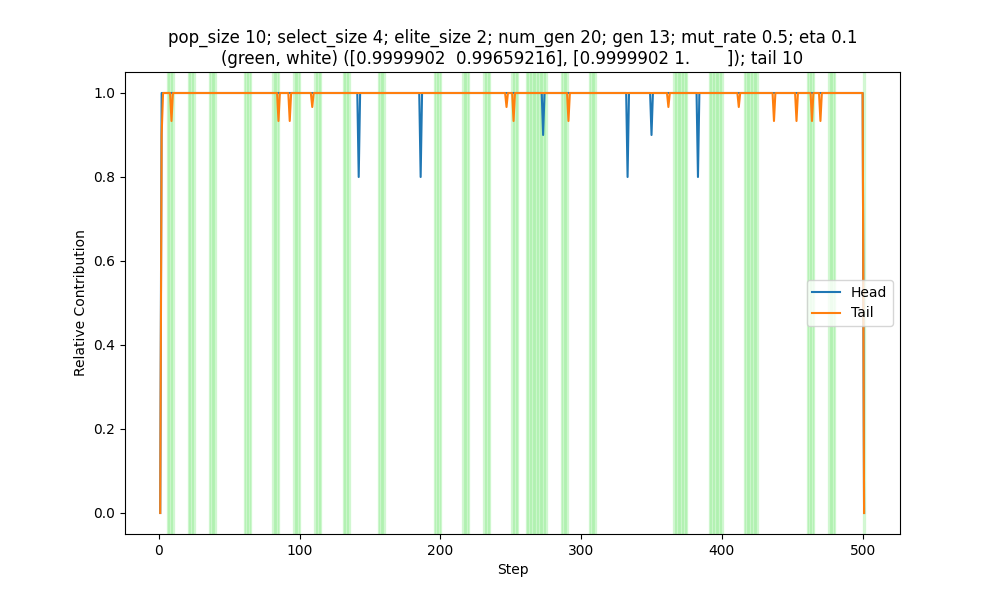 pop_size 10; select_size 4; elite_size 2; num_gen 20; gen 13; mut_rate 0.5; eta 0.1
(green, white) ([0.9999902  0.99659216], [0.9999902 1.        ]); tail 10
1.0
0.8
0.6
0.4
0.2
0.0
Relative Contribution
Head
Tail
0
100
200
300
400
500
Step